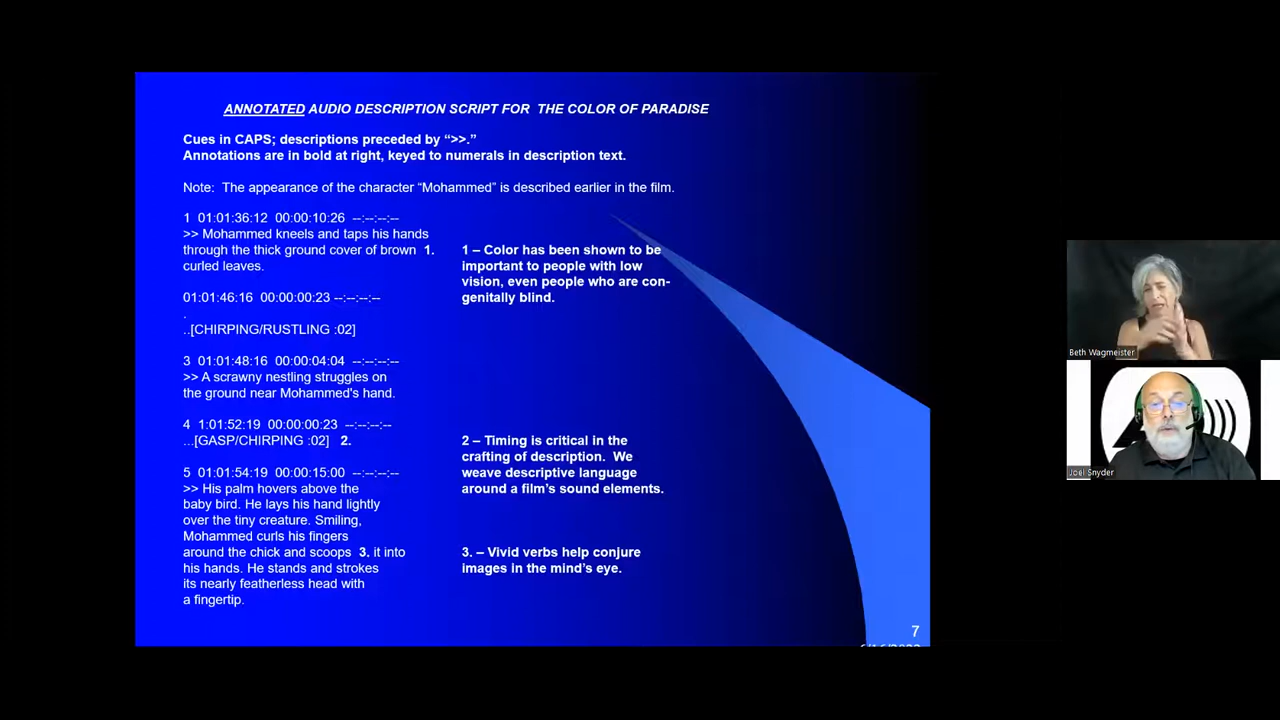 ANNOTATED AUDIO DESCRIPTION SCRIPT FOR THE COLOR OF PARADISE
Cues in CAPS; descriptions preceded by “>>.”
Annotations are in bold at right, keyed to numerals in description text.
Note: The appearance of the character “Mohammed” is described earlier in the film.
1 01:01:36:12 00:00:10:26 --:--:--:--
>> Mohammed kneels and taps his hands
through the thick ground cover of brown 1.
curled leaves.
1 – Color has been shown to be
important to people with low
vision, even people who are con-
genitally blind.
01:01:46:16 00:00:00:23 --:--:--:--
.
..[CHIRPING/RUSTLING :02]
3 01:01:48:16 00:00:04:04 --:--:--:--
>> A scrawny nestling struggles on
the ground near Mohammed's hand.
4 1:01:52:19 00:00:00:23 --:--:--:--
...[GASP/CHIRPING :02] 2.
2 – Timing is critical in the
crafting of description. We
weave descriptive language
around a film’s sound elements.
5 01:01:54:19 00:00:15:00 --:--:--:--
>> His palm hovers above the
baby bird. He lays his hand lightly
over the tiny creature. Smiling,
Mohammed curls his fingers
around the chick and scoops 3. it into
his hands. He stands and strokes
its nearly featherless head with
a fingertip.
3. – Vivid verbs help conjure
images in the mind’s eye.
7
Beth Wagmeister
Joel Snyder